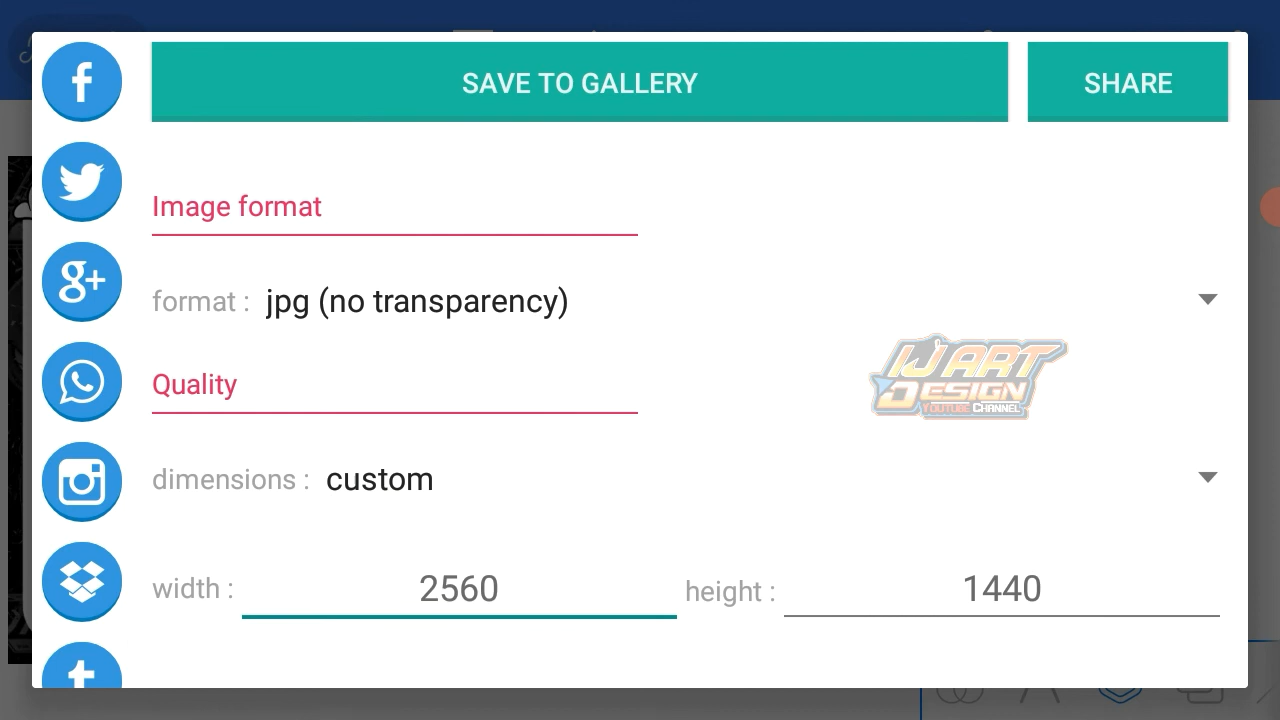 SAVE TO GALLERY
SHARE
Image format
format : jpg (no transparency)
IJ ART
DESIGN
YOUTUBE CHANNEL
Quality
dimensions : custom
width : 2560 height : 1440